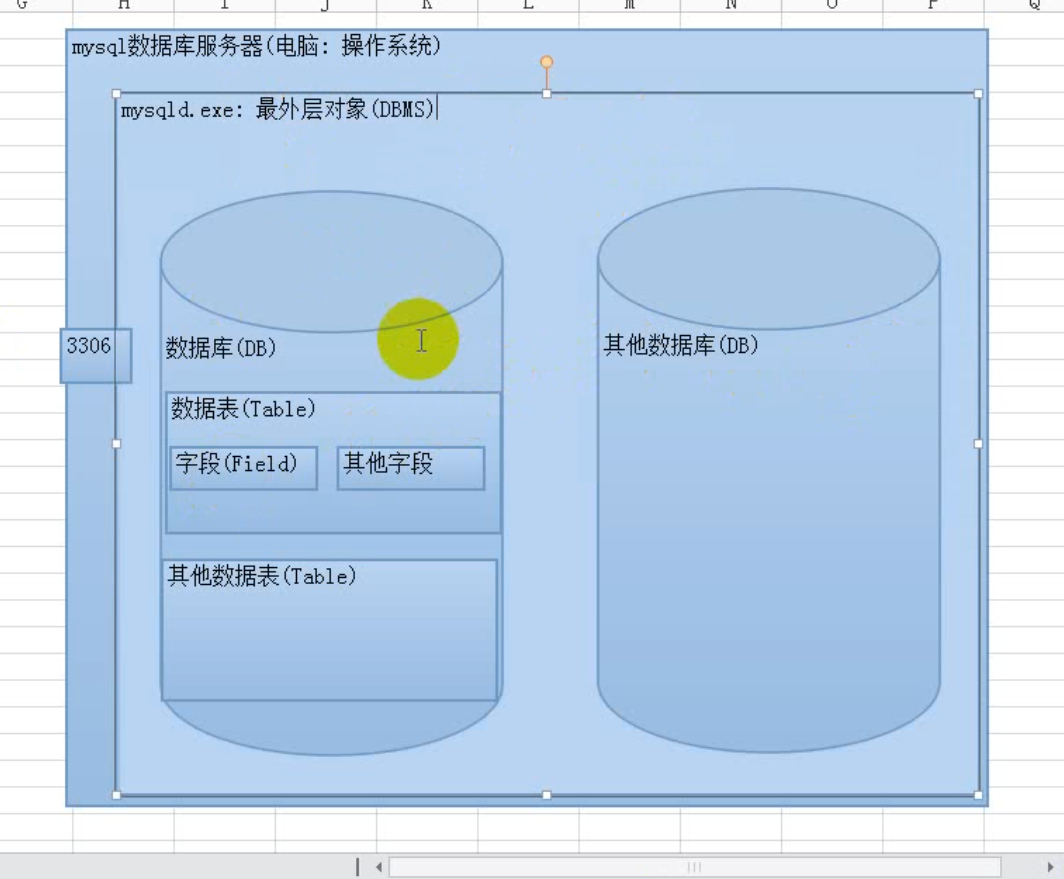 G H I J K L M N O P Q
mysql数据库服务器(电脑: 操作系统)
mysqld.exe: 最外层对象(DBMS)
3306
数据库(DB)
其他数据库(DB)
数据表(Table)
字段(Field) 其他字段
其他数据表(Table)